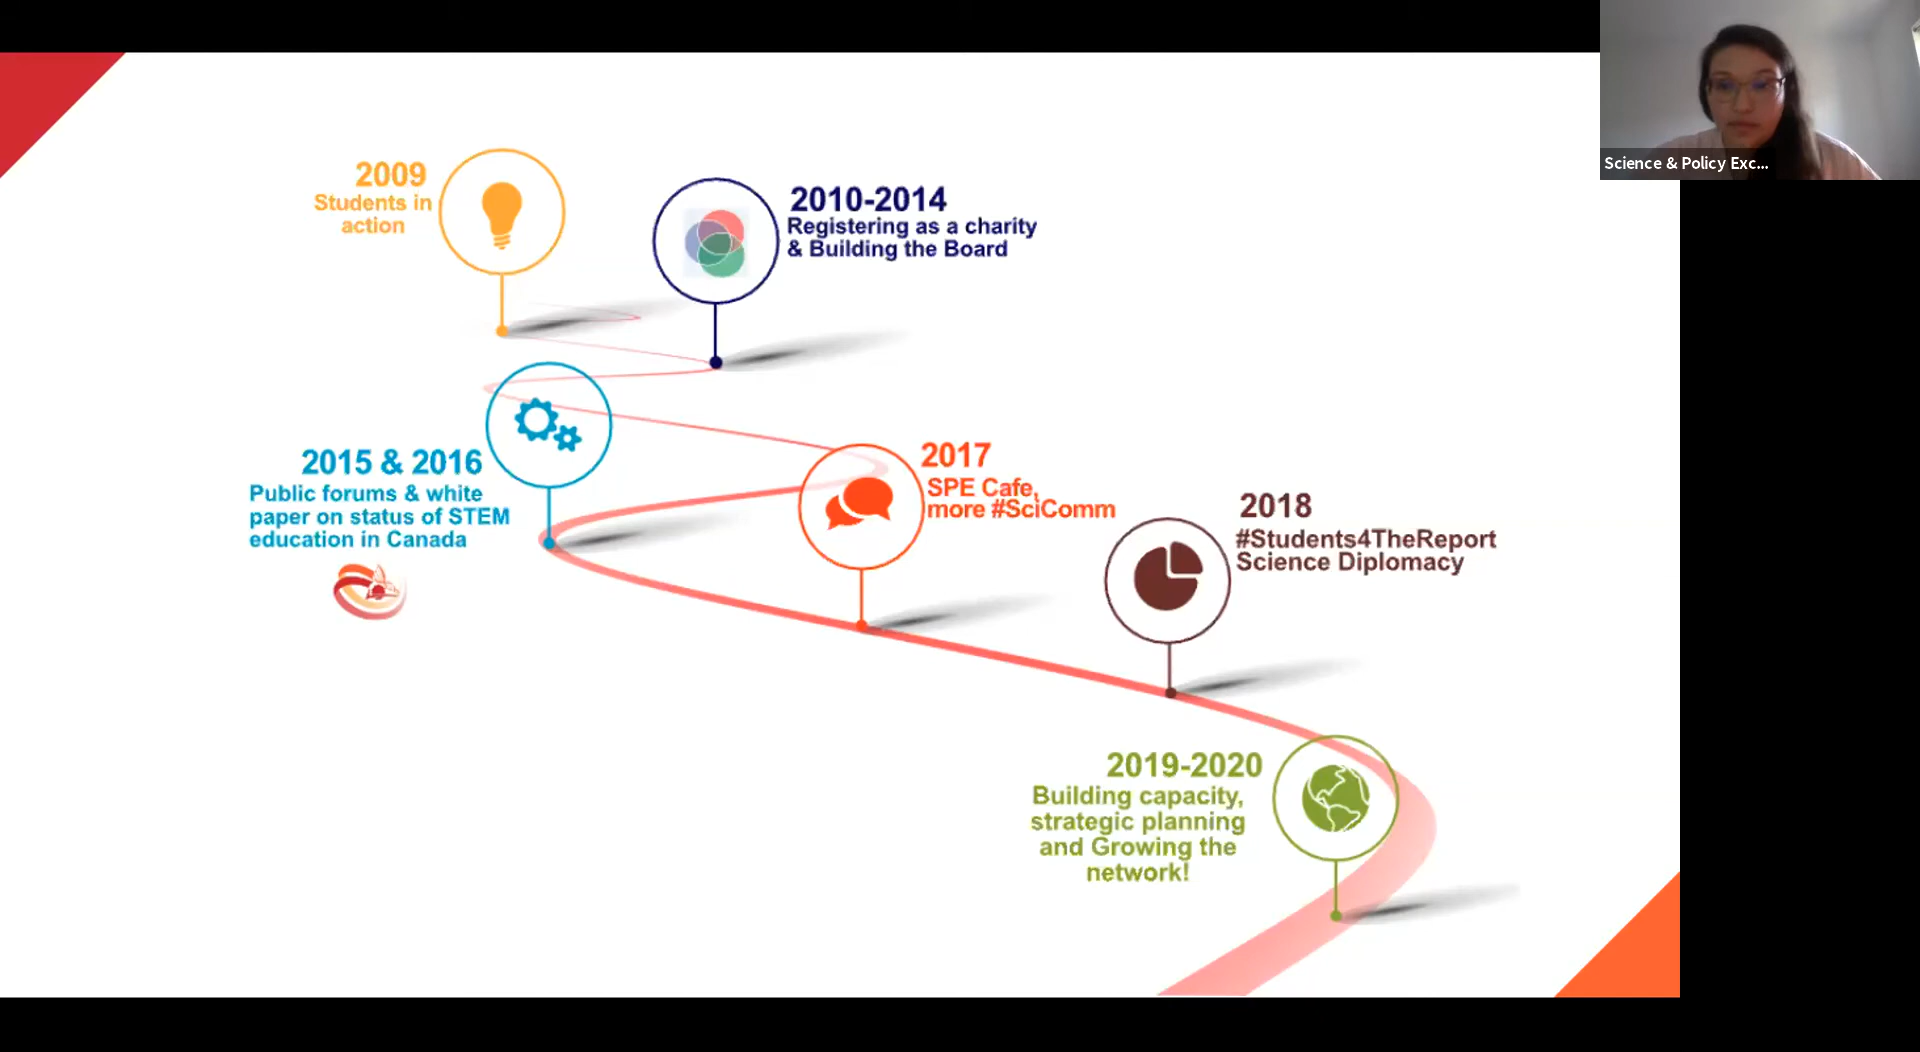 Science & Policy Exc...
2009
Students in
action
2010-2014
Registering as a charity
& Building the Board
2015 & 2016
Public forums & white
paper on status of STEM
education in Canada
2017
SPE Cafe,
more #SciComm
2018
#Students4TheReport
Science Diplomacy
2019-2020
Building capacity,
strategic planning
and Growing the
network!